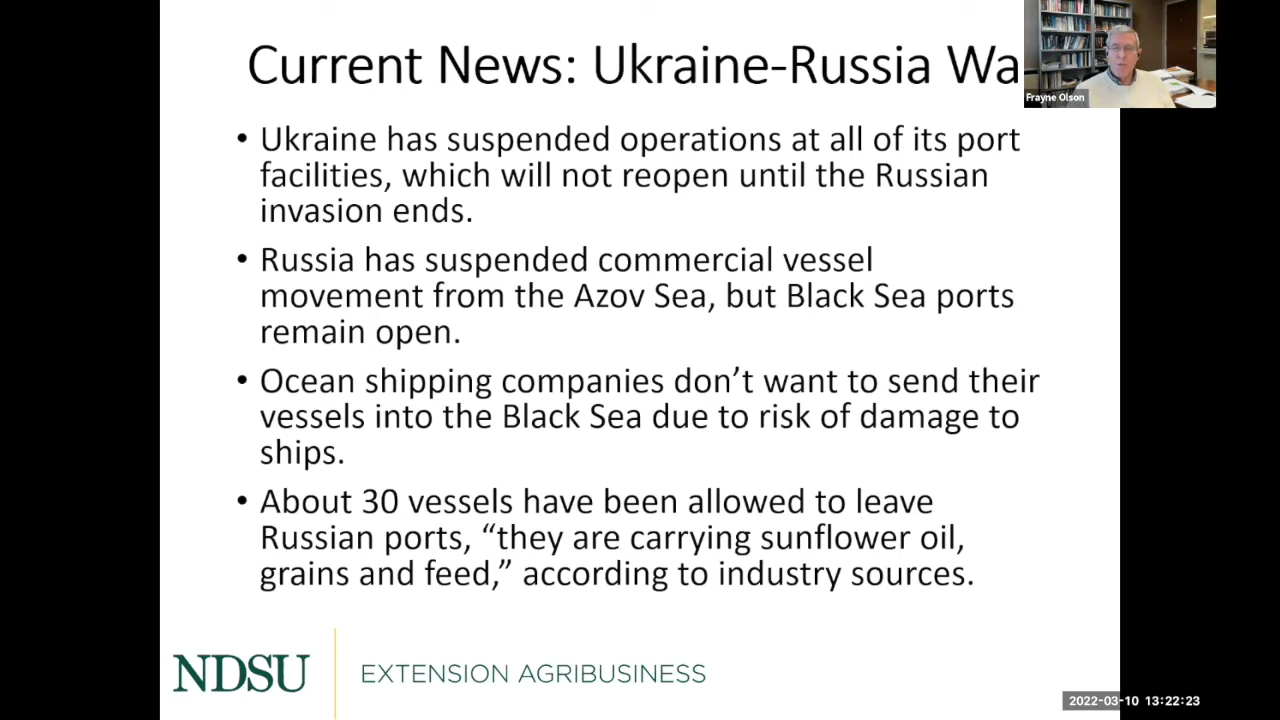 Current News: Ukraine-Russia Wa
Frayne Olson
• Ukraine has suspended operations at all of its port
facilities, which will not reopen until the Russian
invasion ends.
• Russia has suspended commercial vessel
movement from the Azov Sea, but Black Sea ports
remain open.
• Ocean shipping companies don’t want to send their
vessels into the Black Sea due to risk of damage to
ships.
• About 30 vessels have been allowed to leave
Russian ports, “they are carrying sunflower oil,
grains and feed,” according to industry sources.
NDSU EXTENSION AGRIBUSINESS
2022-03-10 13:22:23